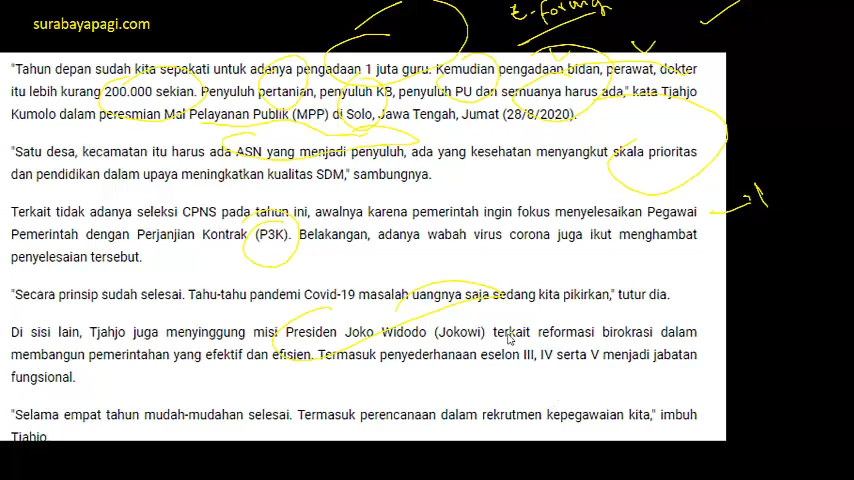 surabayapagi.com
"Tahun depan sudah kita sepakati untuk adanya pengadaan 1 juta guru. Kemudian pengadaan bidan, perawat, dokter
itu lebih kurang 200.000 sekian. Penyuluh pertanian, penyuluh KB, penyuluh PU dan semuanya harus ada," kata Tjahjo
Kumolo dalam peresmian Mal Pelayanan Publik (MPP) di Solo, Jawa Tengah, Jumat (28/8/2020).
"Satu desa, kecamatan itu harus ada ASN yang menjadi penyuluh, ada yang kesehatan menyangkut skala prioritas
dan pendidikan dalam upaya meningkatkan kualitas SDM," sambungnya.
Terkait tidak adanya seleksi CPNS pada tahun ini, awalnya karena pemerintah ingin fokus menyelesaikan Pegawai
Pemerintah dengan Perjanjian Kontrak (P3K). Belakangan, adanya wabah virus corona juga ikut menghambat
penyelesaian tersebut.
"Secara prinsip sudah selesai. Tahu-tahu pandemi Covid-19 masalah uangnya saja sedang kita pikirkan," tutur dia.
Di sisi lain, Tjahjo juga menyinggung misi Presiden Joko Widodo (Jokowi) terkait reformasi birokrasi dalam
membangun pemerintahan yang efektif dan efisien. Termasuk penyederhanaan eselon III, IV serta V menjadi jabatan
fungsional.
"Selama empat tahun mudah-mudahan selesai. Termasuk perencanaan dalam rekrutmen kepegawaian kita," imbuh
Tjahjo.